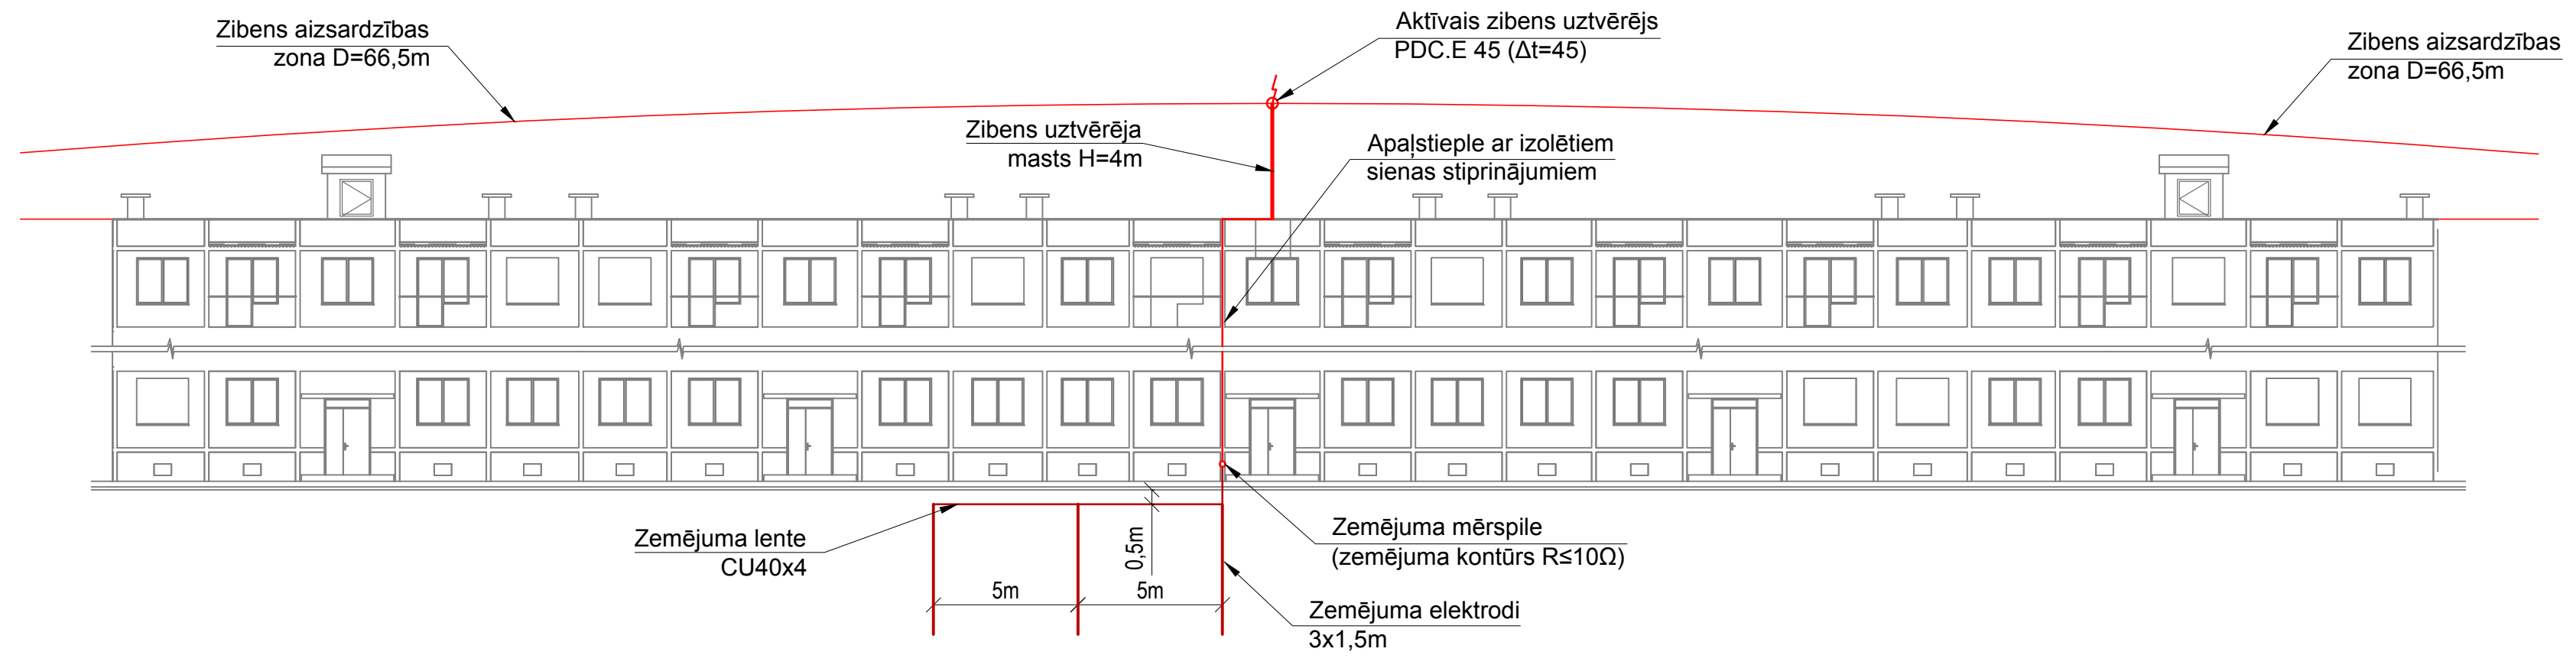 Zibens aizsardzības
zona D=66,5m
Aktīvais zibens uztvērējs
PDC.E 45 (Δt=45)
Zibens aizsardzības
zona D=66,5m
Zibens uztvērēja
masts H=4m
Apaļstieple ar izolētiem
sienas stiprinājumiem
Zemējuma lente
CU40x4
0,5m
5m
5m
Zemējuma mērspile
(zemējuma kontūrs R≤10Ω)
Zemējuma elektrodi
3x1,5m